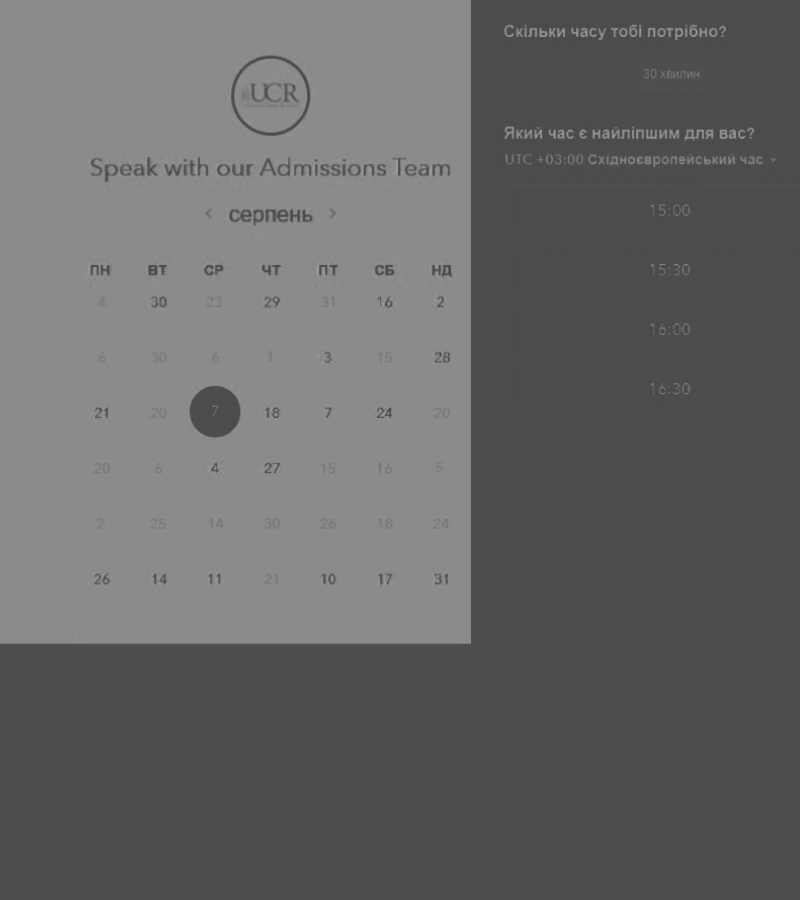 UCR
Speak with our Admissions Team
< серпень >
ПН ВТ СР ЧТ ПТ СБ НД
4 30 23 29 31 16 2
6 30 6 1 3 15 28
21 20 7 18 7 24 20
20 6 4 27 15 16 5
2 25 14 30 26 18 24
26 14 11 21 10 17 31
Скільки часу тобі потрібно?
30 хвилин
Який час є найліпшим для вас?
UTC +03:00 Східноєвропейський час
15:00
15:30
16:00
16:30